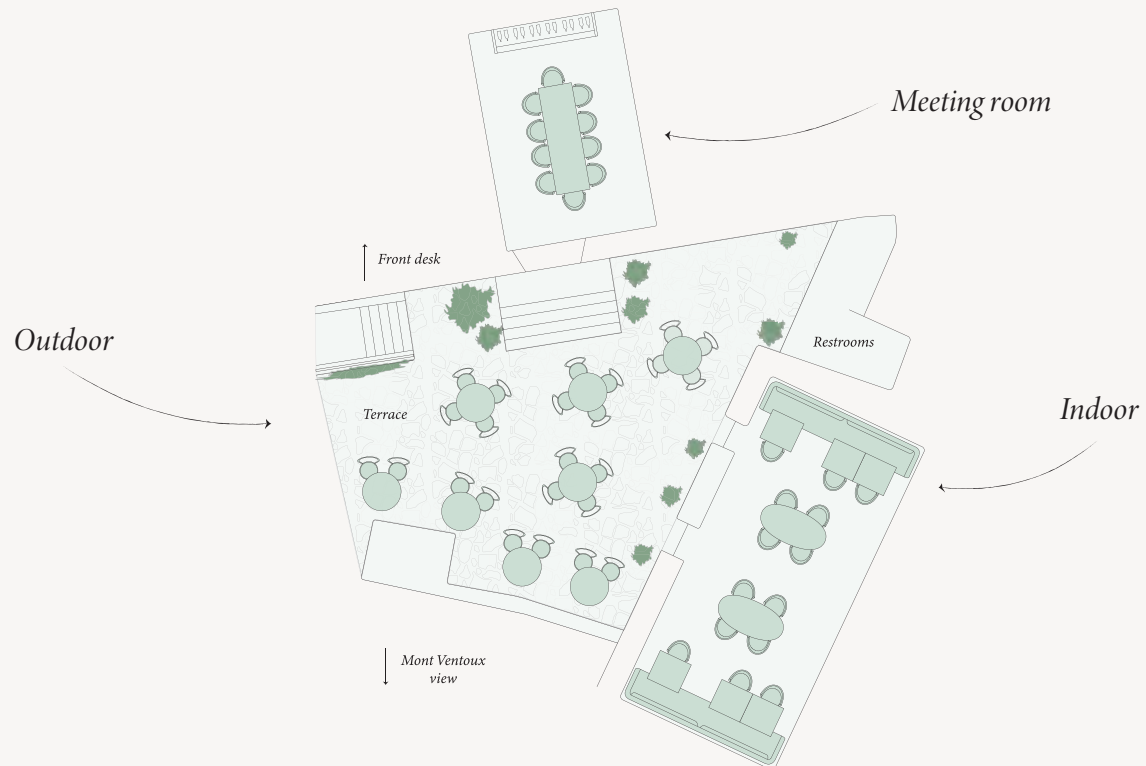 Meeting room
Front desk
Outdoor
Restrooms
Terrace
Indoor
Mont Ventoux
view